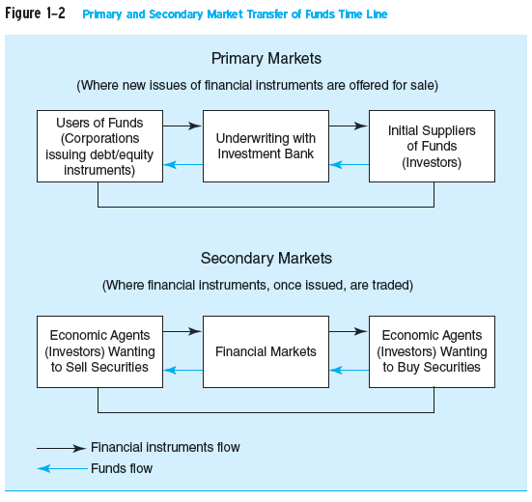 Figure 1–2 Primary and Secondary Market Transfer of Funds Time Line
Primary Markets
(Where new issues of financial instruments are offered for sale)
Users of Funds
(Corporations
issuing debt/equity
instruments)
Underwriting with
Investment Bank
Initial Suppliers
of Funds
(Investors)
Secondary Markets
(Where financial instruments, once issued, are traded)
Economic Agents
(Investors) Wanting
to Sell Securities
Financial Markets
Economic Agents
(Investors) Wanting
to Buy Securities
Financial instruments flow
Funds flow